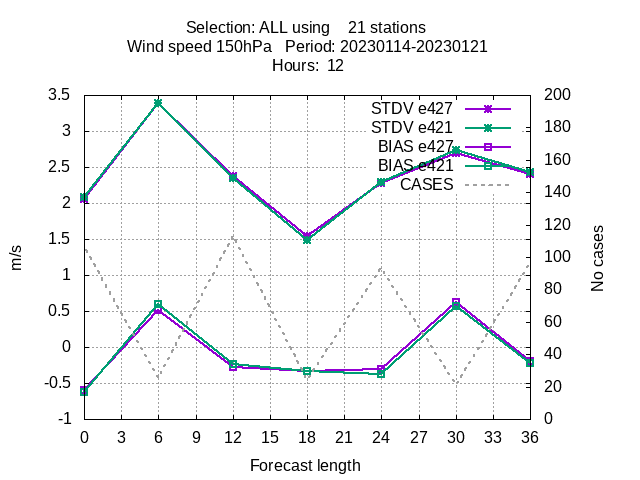 Selection: ALL using    21 stations
Wind speed 150hPa   Period: 20230114-20230121
Hours:  12
3.5
3
2.5
2
1.5
1
0.5
0
-0.5
-1
m/s
STDV e427
STDV e421
BIAS e427
BIAS e421
CASES
200
180
160
140
120
100
80
60
40
20
0
No cases
0 3 6 9 12 15 18 21 24 27 30 33 36
Forecast length